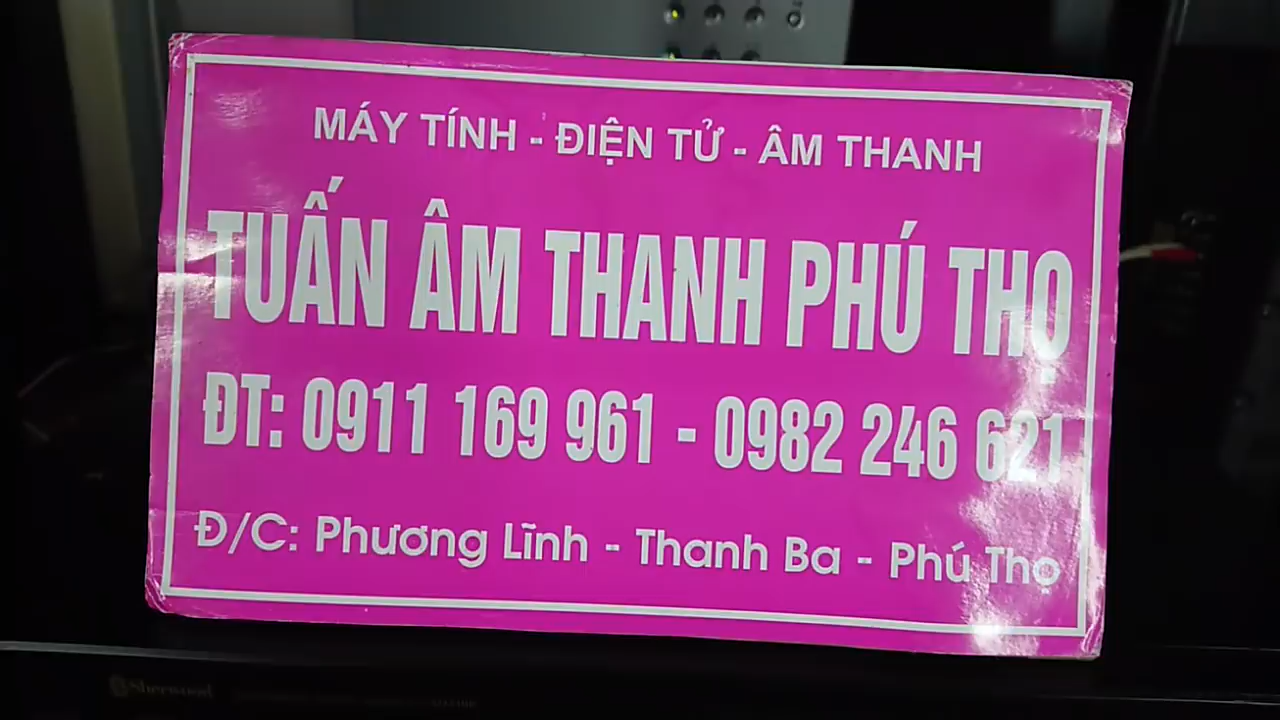 MÁY TÍNH - ĐIỆN TỬ - ÂM THANH
TUẤN ÂM THANH PHÚ THỌ
ĐT: 0911 169 961 - 0982 246 621
Đ/C: Phương Lĩnh - Thanh Ba - Phú Thọ
Sherwood